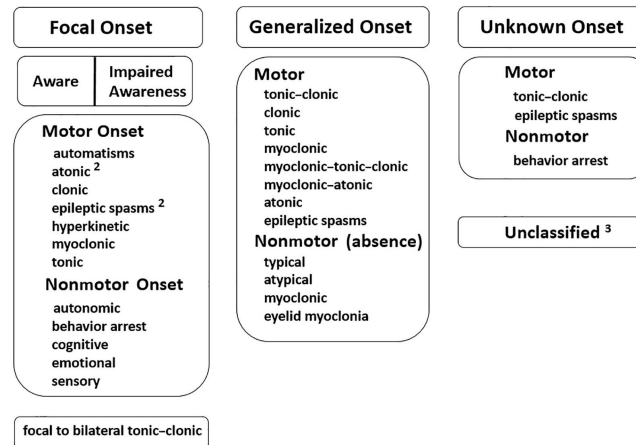 Focal Onset
Aware
Impaired
Awareness
Motor Onset
automatisms
atonic ²
clonic
epileptic spasms ²
hyperkinetic
myoclonic
tonic
Nonmotor Onset
autonomic
behavior arrest
cognitive
emotional
sensory
focal to bilateral tonic–clonic
Generalized Onset
Motor
tonic–clonic
clonic
tonic
myoclonic
myoclonic–tonic–clonic
myoclonic–atonic
atonic
epileptic spasms
Nonmotor (absence)
typical
atypical
myoclonic
eyelid myoclonia
Unknown Onset
Motor
tonic–clonic
epileptic spasms
Nonmotor
behavior arrest
Unclassified ³